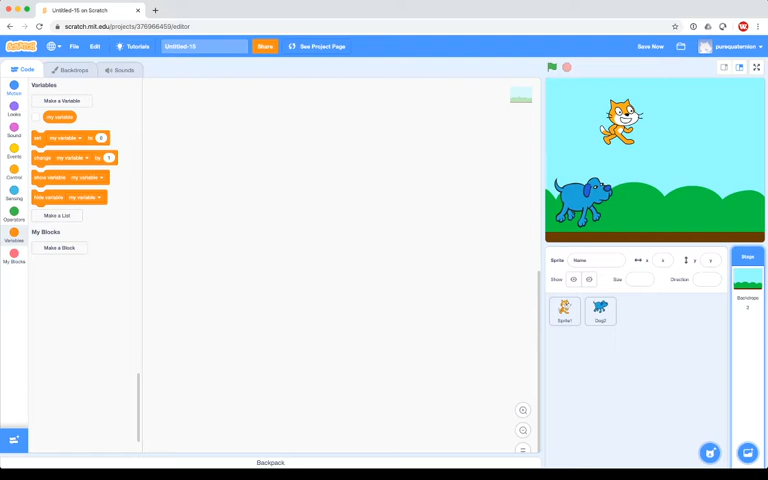 Untitled-15 on Scratch
scratch.mit.edu/projects/376966459/editor
SCRATCH
File Edit Tutorials Untitled-15 Share See Project Page Save Now purequaternion
Code Backdrops Sounds
Motion
Looks
Sound
Events
Control
Sensing
Operators
Variables
My Blocks
Variables
Make a Variable
my variable
set my variable to 0
change my variable by 1
show variable my variable
hide variable my variable
Make a List
My Blocks
Make a Block
Sprite Name x x y y
Show Size Direction
Sprite1 Dog2
Stage
Backdrops
2
Backpack